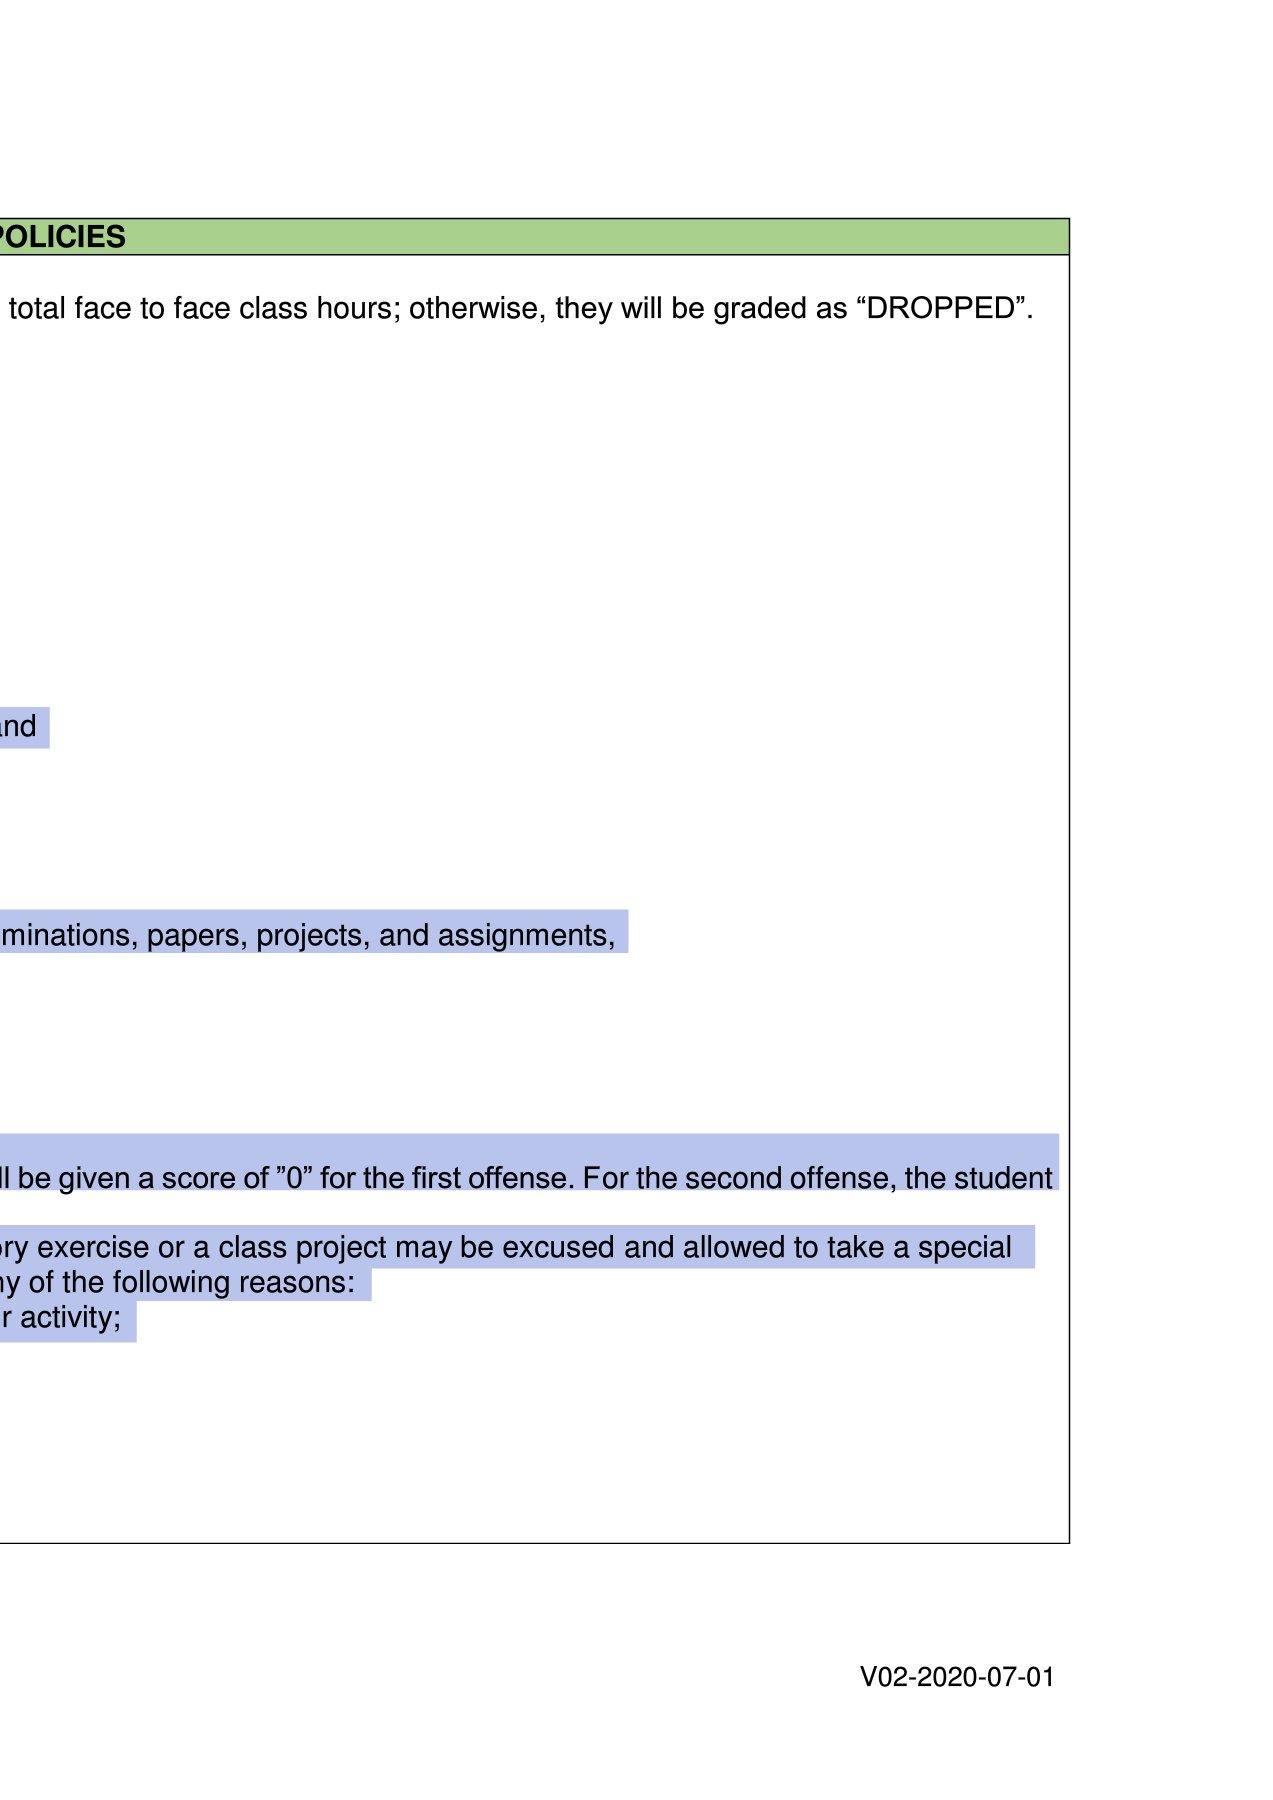 POLICIES
total face to face class hours; otherwise, they will be graded as “DROPPED”.
and
minations, papers, projects, and assignments,
ll be given a score of ”0” for the first offense. For the second offense, the student
ory exercise or a class project may be excused and allowed to take a special
ny of the following reasons:
r activity;
V02-2020-07-01